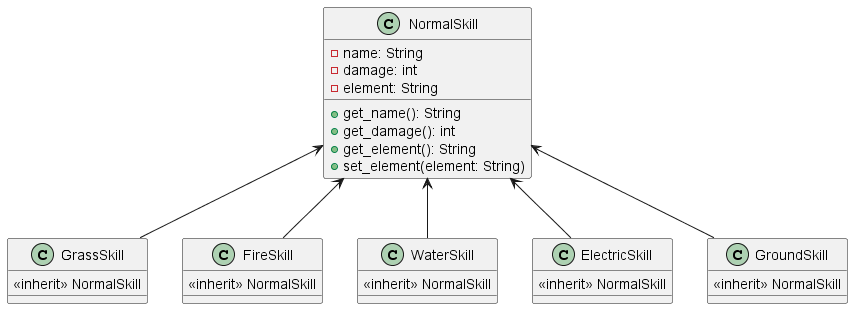 C NormalSkill
name: String
damage: int
element: String
get_name(): String
get_damage(): int
get_element(): String
set_element(element: String)
C GrassSkill
«inherit» NormalSkill
C FireSkill
«inherit» NormalSkill
C WaterSkill
«inherit» NormalSkill
C ElectricSkill
«inherit» NormalSkill
C GroundSkill
«inherit» NormalSkill